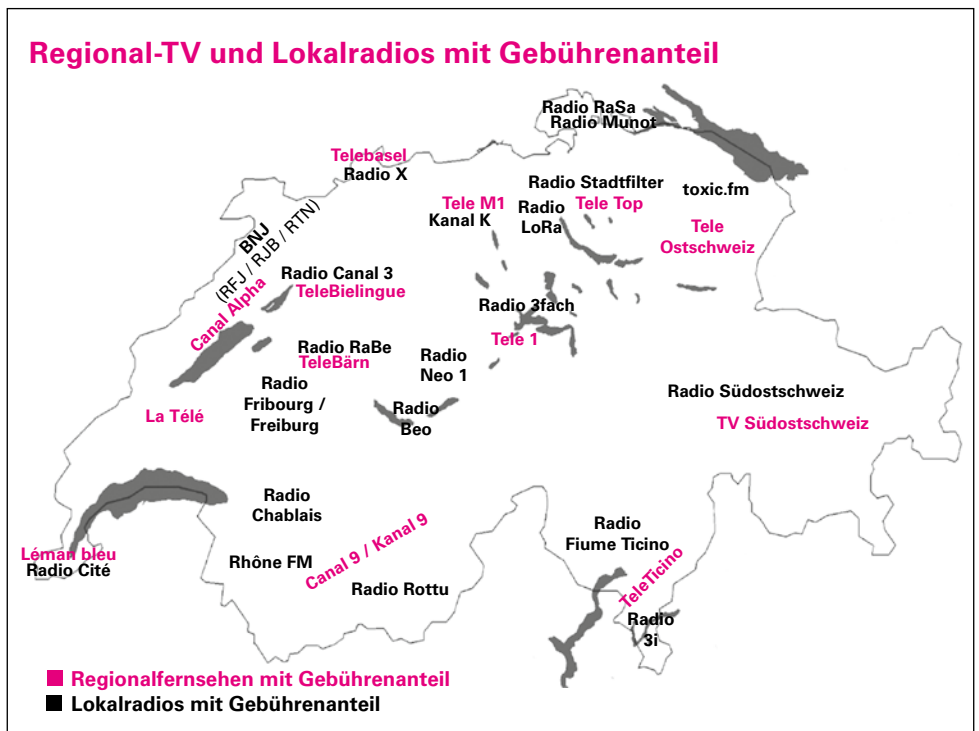 Regional-TV und Lokalradios mit Gebührenanteil
Radio RaSa
Radio Munot
Telebasel
Radio X
Radio Stadtfilter
toxic.fm
Tele M1
Kanal K
Radio
LoRa
Tele Top
Tele
Ostschweiz
BNJ
(RFJ / RJB / RTN)
Canal Alpha
Radio Canal 3
TeleBielingue
Radio 3fach
Tele 1
Radio RaBe
TeleBärn
Radio
Neo 1
Radio
Fribourg /
Freiburg
Radio
Beo
La Télé
Radio Südostschweiz
TV Südostschweiz
Radio
Chablais
Canal 9 / Kanal 9
Radio
Fiume Ticino
TeleTicino
Léman bleu
Radio Cité
Rhône FM
Radio Rottu
Radio
3i
Regionalfernsehen mit Gebührenanteil
Lokalradios mit Gebührenanteil